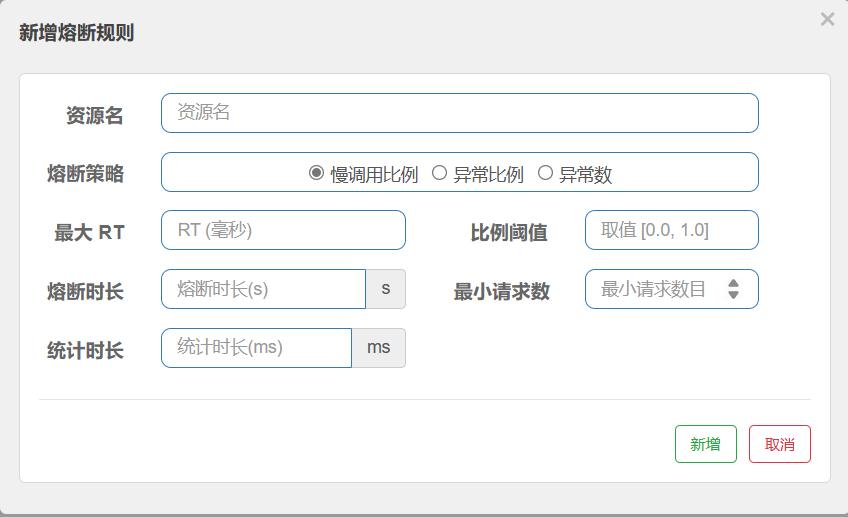 新增熔断规则 ×
资源名 资源名
熔断策略 慢调用比例 异常比例 异常数
最大 RT RT (毫秒) 比例阈值 取值 [0.0, 1.0]
熔断时长 熔断时长(s) s 最小请求数 最小请求数目
统计时长 统计时长(ms) ms
新增 取消